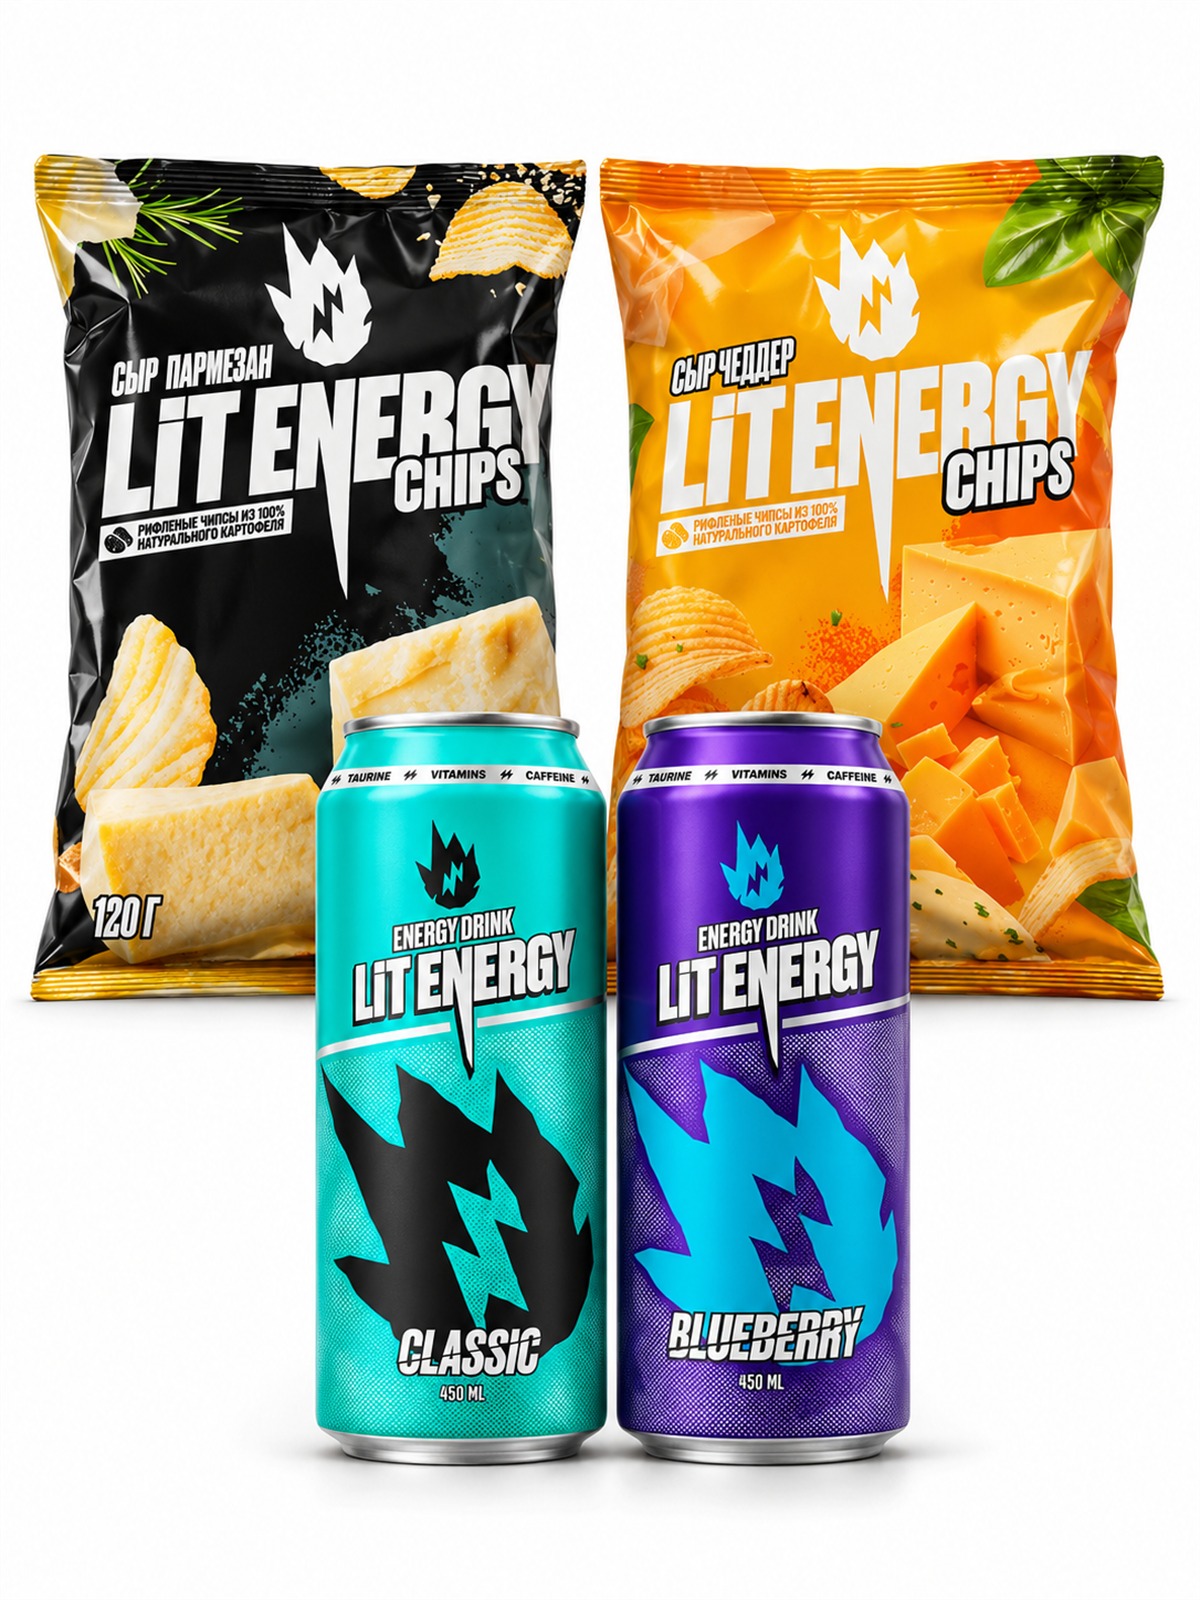 СЫР ПАРМЕЗАН
LiT ENERGY
CHIPS
РИФЛЕНЫЕ ЧИПСЫ ИЗ 100%
НАТУРАЛЬНОГО КАРТОФЕЛЯ
120 Г
СЫР ЧЕДДЕР
LiT ENERGY
CHIPS
РИФЛЕНЫЕ ЧИПСЫ ИЗ 100%
НАТУРАЛЬНОГО КАРТОФЕЛЯ
TAURINE VITAMINS CAFFEINE
ENERGY DRINK
LiT ENERGY
CLASSIC
450 ML
TAURINE VITAMINS CAFFEINE
ENERGY DRINK
LiT ENERGY
BLUEBERRY
450 ML